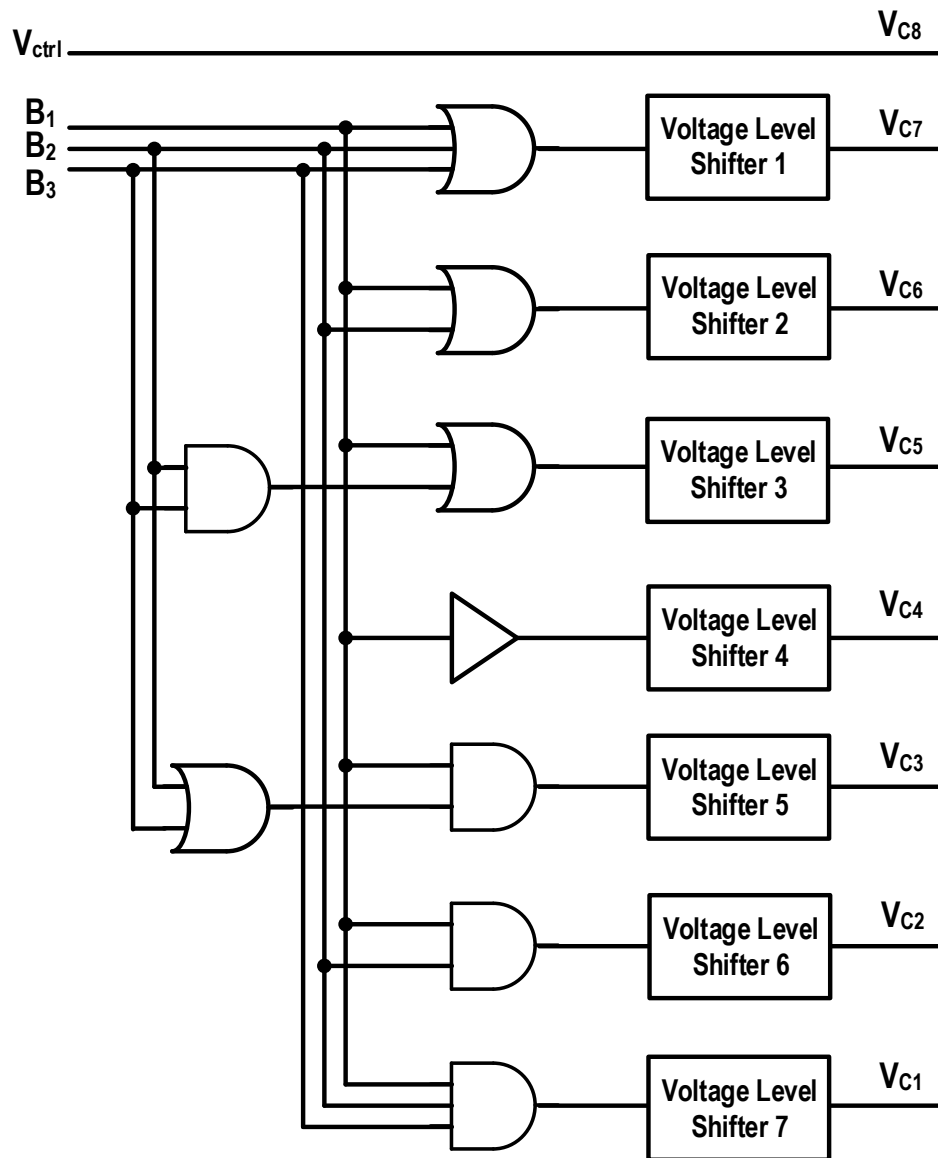 V_C8
V_ctrl
B_1
B_2
B_3
Voltage Level
Shifter 1
V_C7
Voltage Level
Shifter 2
V_C6
Voltage Level
Shifter 3
V_C5
Voltage Level
Shifter 4
V_C4
Voltage Level
Shifter 5
V_C3
Voltage Level
Shifter 6
V_C2
Voltage Level
Shifter 7
V_C1